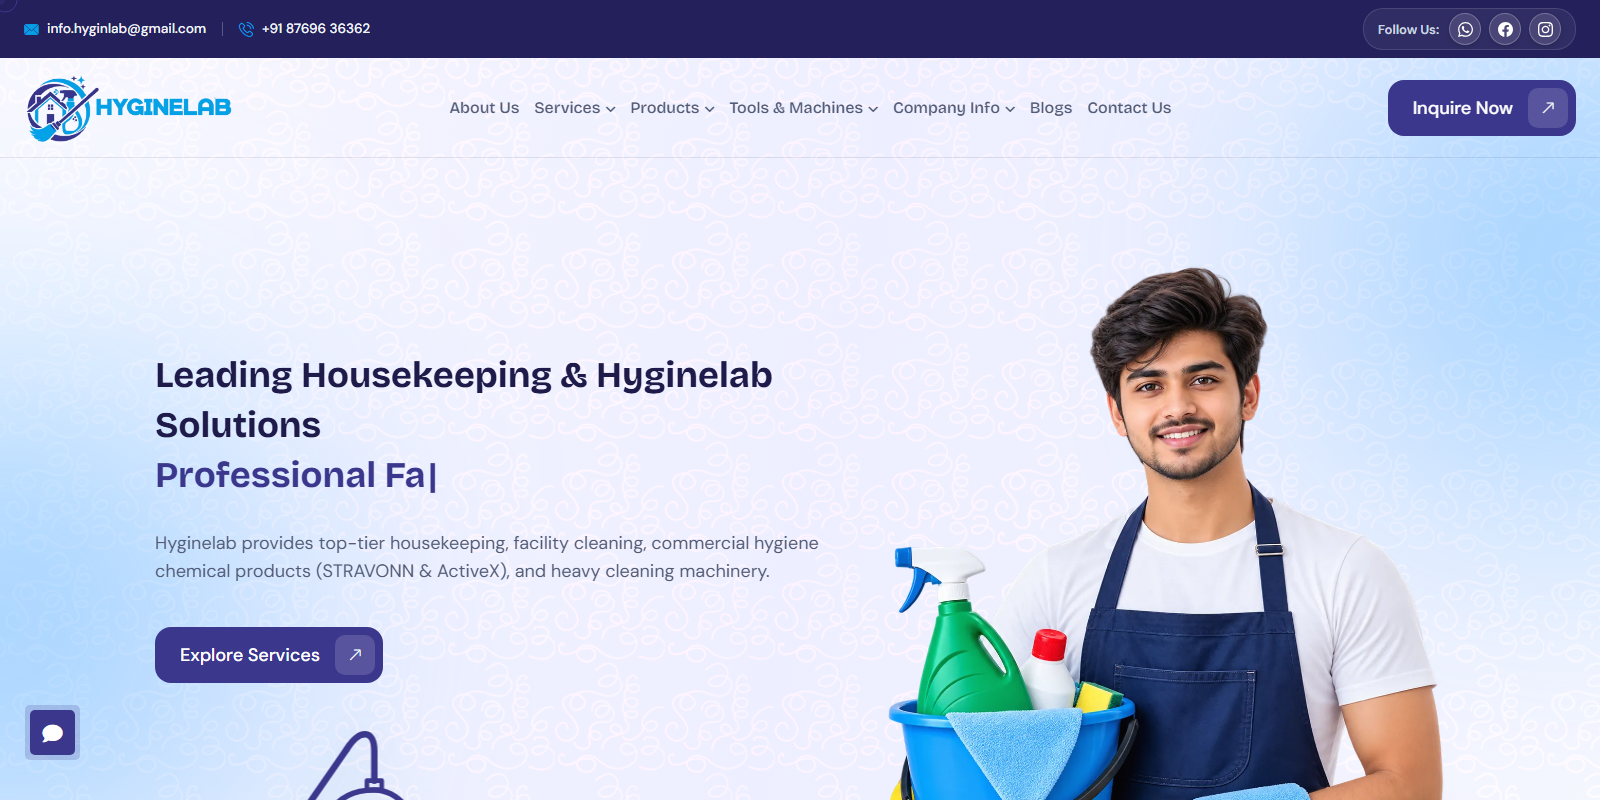 info.hyginlab@gmail.com
+91 87696 36362
Follow Us:
HYGINELAB
About Us
Services
Products
Tools & Machines
Company Info
Blogs
Contact Us
Inquire Now
Leading Housekeeping & Hyginelab
Solutions
Professional Fa|
Hyginelab provides top-tier housekeeping, facility cleaning, commercial hygiene
chemical products (STRAVONN & ActiveX), and heavy cleaning machinery.
Explore Services